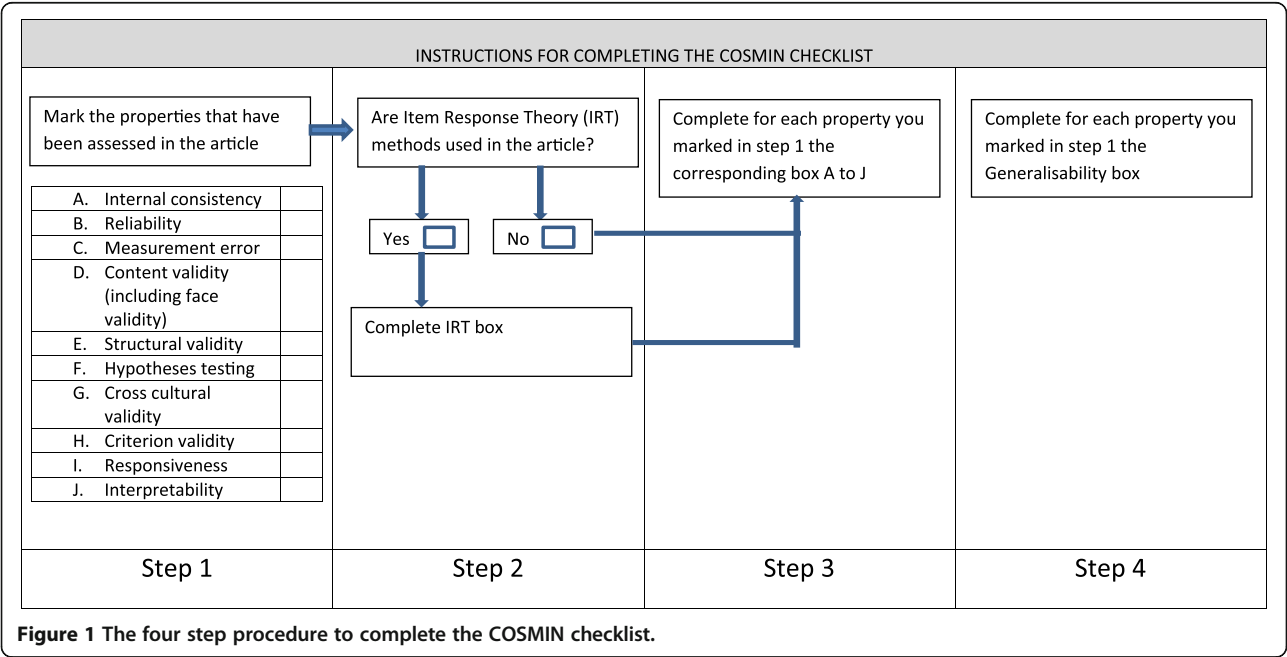 INSTRUCTIONS FOR COMPLETING THE COSMIN CHECKLIST
Mark the properties that have
been assessed in the article
A. Internal consistency
B. Reliability
C. Measurement error
D. Content validity
(including face
validity)
E. Structural validity
F. Hypotheses testing
G. Cross cultural
validity
H. Criterion validity
I. Responsiveness
J. Interpretability
Step 1
Are Item Response Theory (IRT)
methods used in the article?
Yes
No
Complete IRT box
Step 2
Complete for each property you
marked in step 1 the
corresponding box A to J
Step 3
Complete for each property you
marked in step 1 the
Generalisability box
Step 4
Figure 1 The four step procedure to complete the COSMIN checklist.